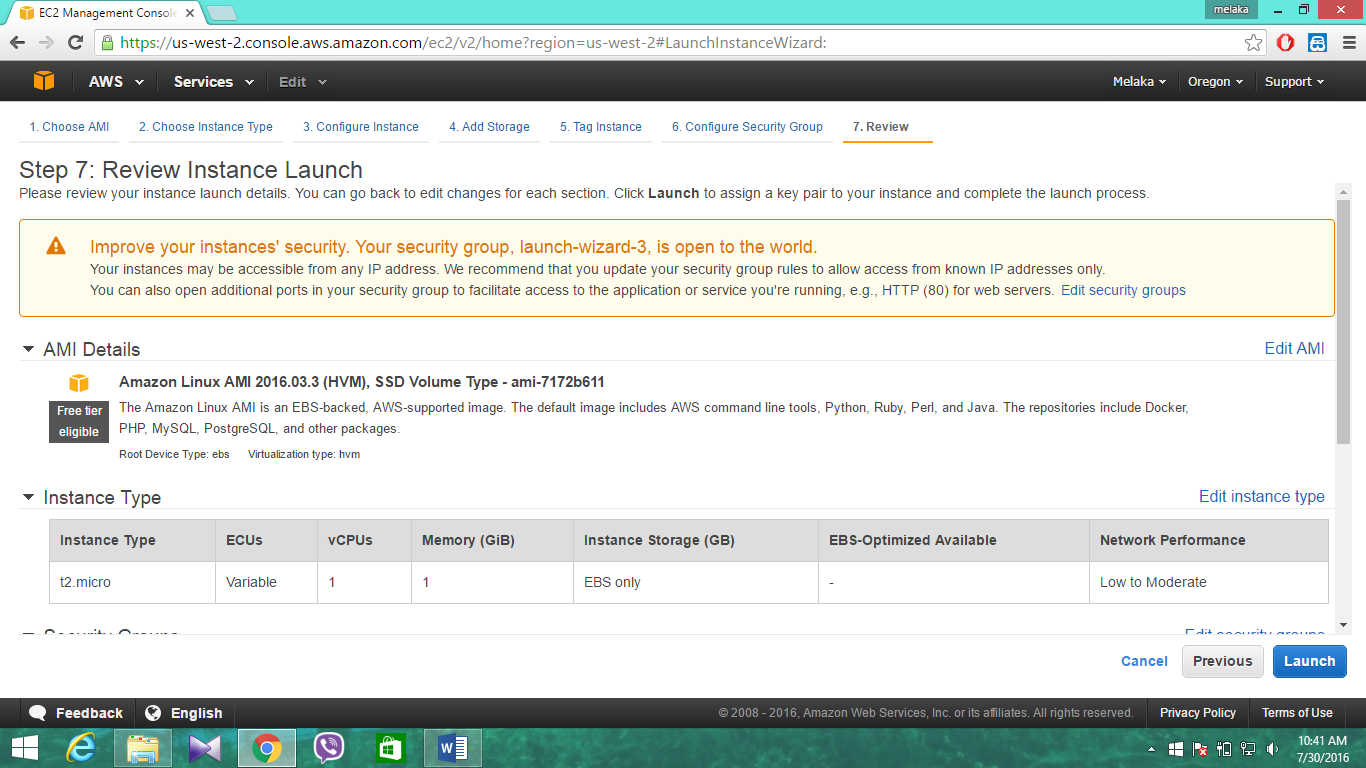 EC2 Management Consol
melaka
https://us-west-2.console.aws.amazon.com/ec2/v2/home?region=us-west-2#LaunchInstanceWizard:
AWS Services Edit Melaka Oregon Support
1. Choose AMI 2. Choose Instance Type 3. Configure Instance 4. Add Storage 5. Tag Instance 6. Configure Security Group 7. Review
Step 7: Review Instance Launch
Please review your instance launch details. You can go back to edit changes for each section. Click Launch to assign a key pair to your instance and complete the launch process.
Improve your instances' security. Your security group, launch-wizard-3, is open to the world.
Your instances may be accessible from any IP address. We recommend that you update your security group rules to allow access from known IP addresses only.
You can also open additional ports in your security group to facilitate access to the application or service you're running, e.g., HTTP (80) for web servers. Edit security groups
AMI Details Edit AMI
Amazon Linux AMI 2016.03.3 (HVM), SSD Volume Type - ami-7172b611
Free tier
eligible
The Amazon Linux AMI is an EBS-backed, AWS-supported image. The default image includes AWS command line tools, Python, Ruby, Perl, and Java. The repositories include Docker,
PHP, MySQL, PostgreSQL, and other packages.
Root Device Type: ebs Virtualization type: hvm
Instance Type Edit instance type
Instance Type ECUs vCPUs Memory (GiB) Instance Storage (GB) EBS-Optimized Available Network Performance
t2.micro Variable 1 1 EBS only - Low to Moderate
Security Groups Edit security groups
Cancel Previous Launch
Feedback English © 2008 - 2016, Amazon Web Services, Inc. or its affiliates. All rights reserved. Privacy Policy Terms of Use
10:41 AM
7/30/2016